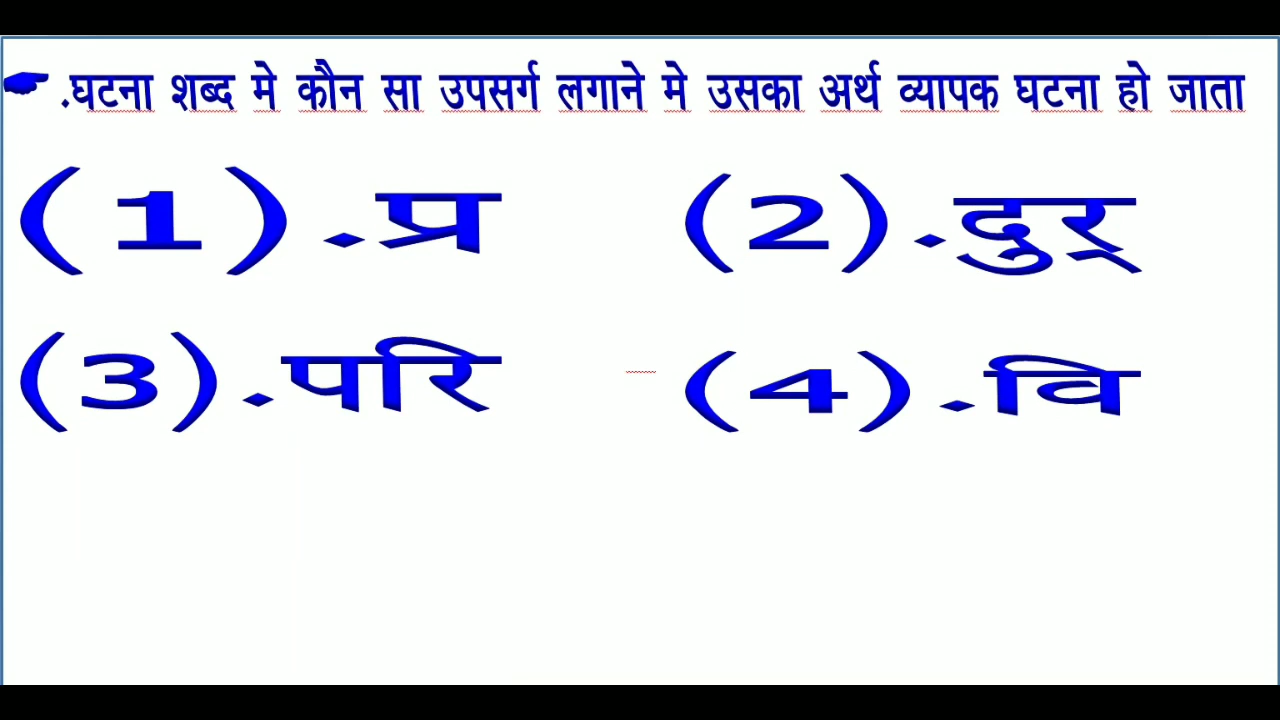 ☛ .घटना शब्द मे कौन सा उपसर्ग लगाने मे उसका अर्थ व्यापक घटना हो जाता
(1).प्र (2).दुर्
(3).परि (4).वि